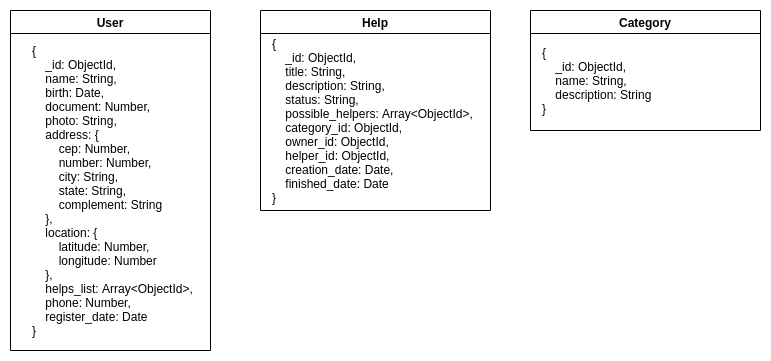 User
{
_id: ObjectId,
name: String,
birth: Date,
document: Number,
photo: String,
address: {
cep: Number,
number: Number,
city: String,
state: String,
complement: String
},
location: {
latitude: Number,
longitude: Number
},
helps_list: Array<ObjectId>,
phone: Number,
register_date: Date
}
Help
{
_id: ObjectId,
title: String,
description: String,
status: String,
possible_helpers: Array<ObjectId>,
category_id: ObjectId,
owner_id: ObjectId,
helper_id: ObjectId,
creation_date: Date,
finished_date: Date
}
Category
{
_id: ObjectId,
name: String,
description: String
}